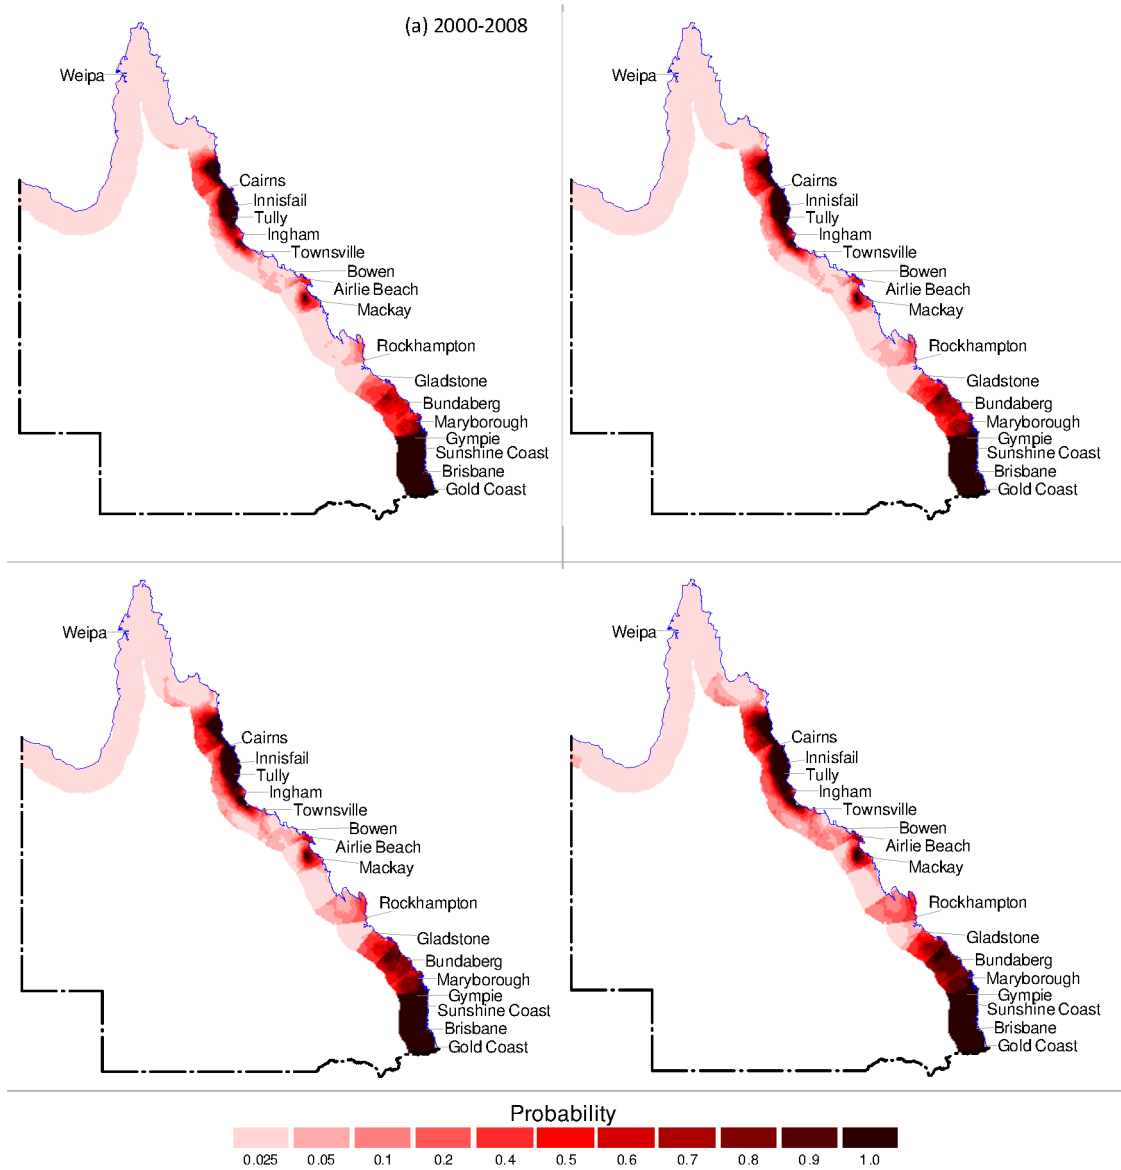 (a) 2000-2008
Weipa
Cairns
Innisfail
Tully
Ingham
Townsville
Bowen
Airlie Beach
Mackay
Rockhampton
Gladstone
Bundaberg
Maryborough
Gympie
Sunshine Coast
Brisbane
Gold Coast
Weipa
Cairns
Innisfail
Tully
Ingham
Townsville
Bowen
Airlie Beach
Mackay
Rockhampton
Gladstone
Bundaberg
Maryborough
Gympie
Sunshine Coast
Brisbane
Gold Coast
Weipa
Cairns
Innisfail
Tully
Ingham
Townsville
Bowen
Airlie Beach
Mackay
Rockhampton
Gladstone
Bundaberg
Maryborough
Gympie
Sunshine Coast
Brisbane
Gold Coast
Weipa
Cairns
Innisfail
Tully
Ingham
Townsville
Bowen
Airlie Beach
Mackay
Rockhampton
Gladstone
Bundaberg
Maryborough
Gympie
Sunshine Coast
Brisbane
Gold Coast
Probability
0.025 0.05 0.1 0.2 0.4 0.5 0.6 0.7 0.8 0.9 1.0